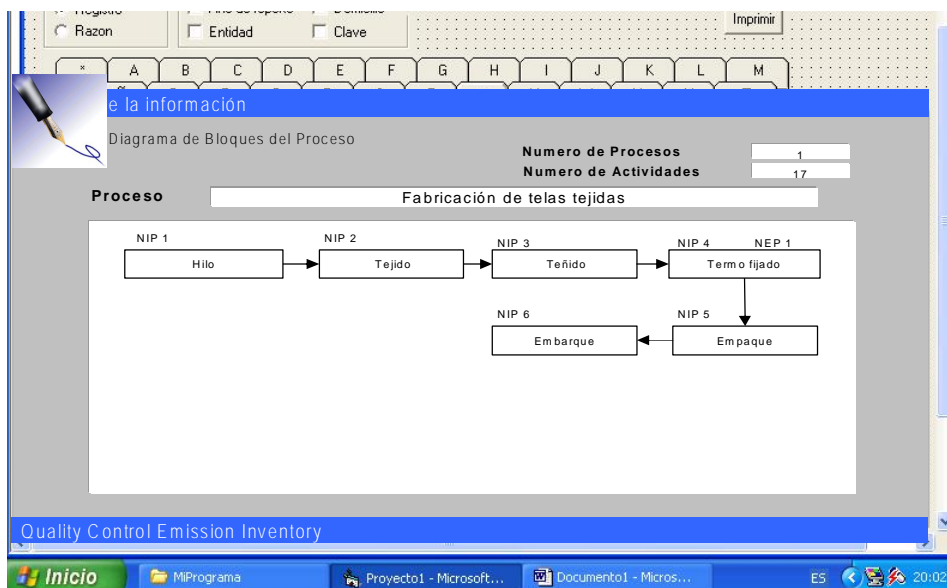 Razon Entidad Clave Imprimir
* A B C D E F G H I J K L M
e la información
Diagrama de Bloques del Proceso
Numero de Procesos 1
Numero de Actividades 17
Proceso Fabricación de telas tejidas
NIP 1 NIP 2 NIP 3 NIP 4 NEP 1
Hilo Tejido Teñido Termo fijado
NIP 6 NIP 5
Embarque Empaque
Quality Control Emission Inventory
Inicio MiPrograma Proyecto1 - Microsoft... Documento1 - Micros... ES 20:02